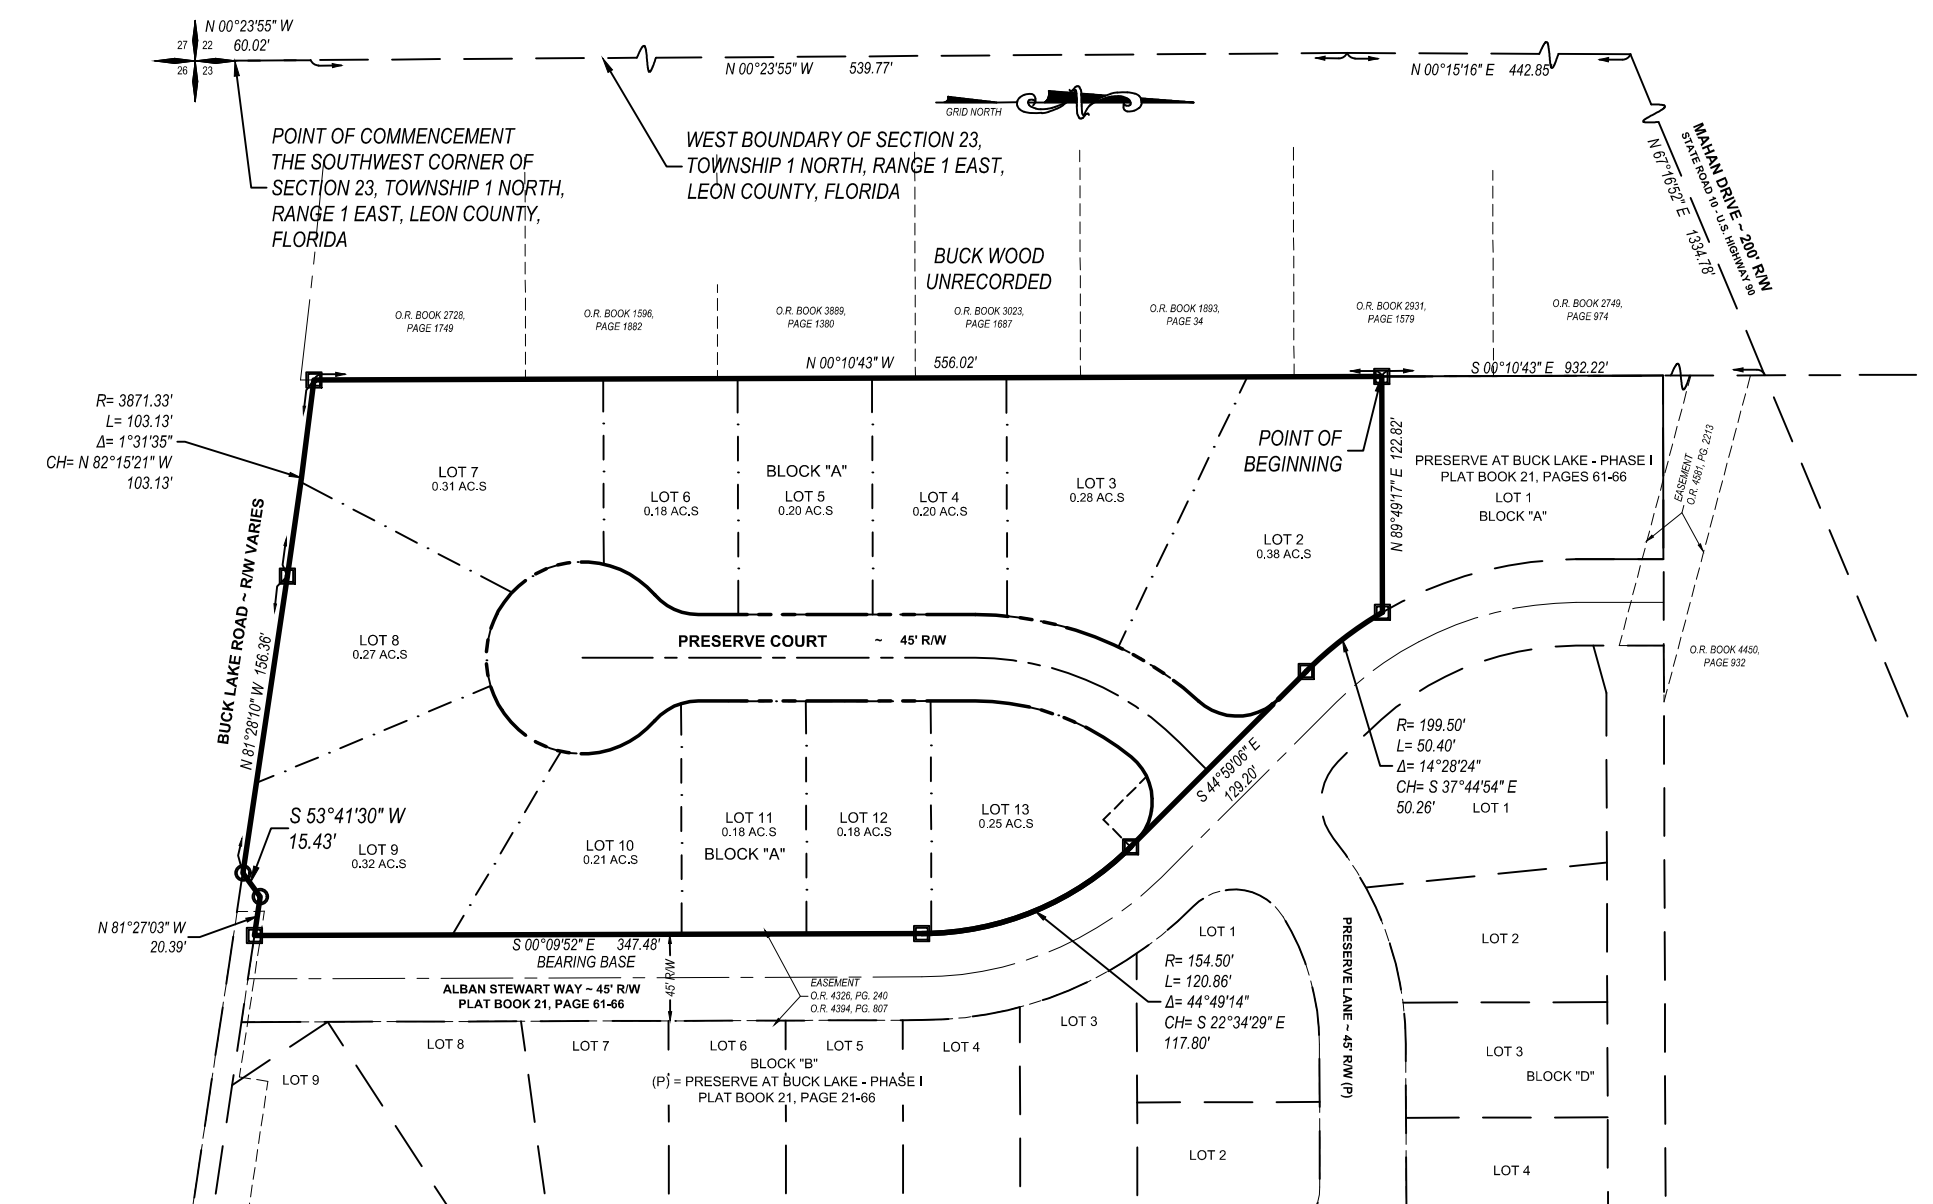 N 00°23'55" W
60.02'
27 22
26 23
N 00°23'55" W 539.77'
N 00°15'16" E 442.85'
GRID NORTH
POINT OF COMMENCEMENT
THE SOUTHWEST CORNER OF
SECTION 23, TOWNSHIP 1 NORTH,
RANGE 1 EAST, LEON COUNTY,
FLORIDA
WEST BOUNDARY OF SECTION 23,
TOWNSHIP 1 NORTH, RANGE 1 EAST,
LEON COUNTY, FLORIDA
MAHAN DRIVE ~ 200' R/W
STATE ROAD 10 - U.S. HIGHWAY 90
N 67°16'52" E 1334.78'
BUCK WOOD
UNRECORDED
O.R. BOOK 2728,
PAGE 1749
O.R. BOOK 1596,
PAGE 1882
O.R. BOOK 3889,
PAGE 1380
O.R. BOOK 3023,
PAGE 1687
O.R. BOOK 1893,
PAGE 34
O.R. BOOK 2931,
PAGE 1579
O.R. BOOK 2749,
PAGE 974
N 00°10'43" W 556.02'
S 00°10'43" E 932.22'
R= 3871.33'
L= 103.13'
Δ= 1°31'35"
CH= N 82°15'21" W
103.13'
LOT 7
0.31 AC.S
LOT 6
0.18 AC.S
BLOCK "A"
LOT 5
0.20 AC.S
LOT 4
0.20 AC.S
LOT 3
0.28 AC.S
LOT 2
0.38 AC.S
POINT OF
BEGINNING
N 89°49'17" E 122.82'
PRESERVE AT BUCK LAKE - PHASE I
PLAT BOOK 21, PAGES 61-66
LOT 1
BLOCK "A"
EASEMENT
O.R. 4581, PG. 2213
O.R. BOOK 4450,
PAGE 932
BUCK LAKE ROAD ~ R/W VARIES
N 81°28'10" W 156.36'
LOT 8
0.27 AC.S
PRESERVE COURT ~ 45' R/W
S 44°59'06" E
129.20'
R= 199.50'
L= 50.40'
Δ= 14°28'24"
CH= S 37°44'54" E
50.26'
LOT 1
S 53°41'30" W
15.43'
LOT 9
0.32 AC.S
LOT 10
0.21 AC.S
LOT 11
0.18 AC.S
BLOCK "A"
LOT 12
0.18 AC.S
LOT 13
0.25 AC.S
N 81°27'03" W
20.39'
S 00°09'52" E 347.48'
BEARING BASE
ALBAN STEWART WAY ~ 45' R/W
PLAT BOOK 21, PAGE 61-66
45' R/W
EASEMENT
O.R. 4326, PG. 240
O.R. 4394, PG. 807
R= 154.50'
L= 120.86'
Δ= 44°49'14"
CH= S 22°34'29" E
117.80'
LOT 1
PRESERVE LANE ~ 45' R/W (P)
LOT 2
LOT 3
BLOCK "D"
LOT 4
LOT 9
LOT 8
LOT 7
LOT 6
LOT 5
LOT 4
LOT 3
BLOCK "B"
(P) = PRESERVE AT BUCK LAKE - PHASE I
PLAT BOOK 21, PAGE 21-66
LOT 2